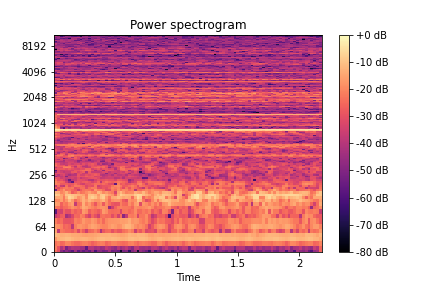 Power spectrogram
8192
4096
2048
1024
512
256
128
64
0
Hz
0
0.5
1
1.5
2
Time
+0 dB
-10 dB
-20 dB
-30 dB
-40 dB
-50 dB
-60 dB
-70 dB
-80 dB